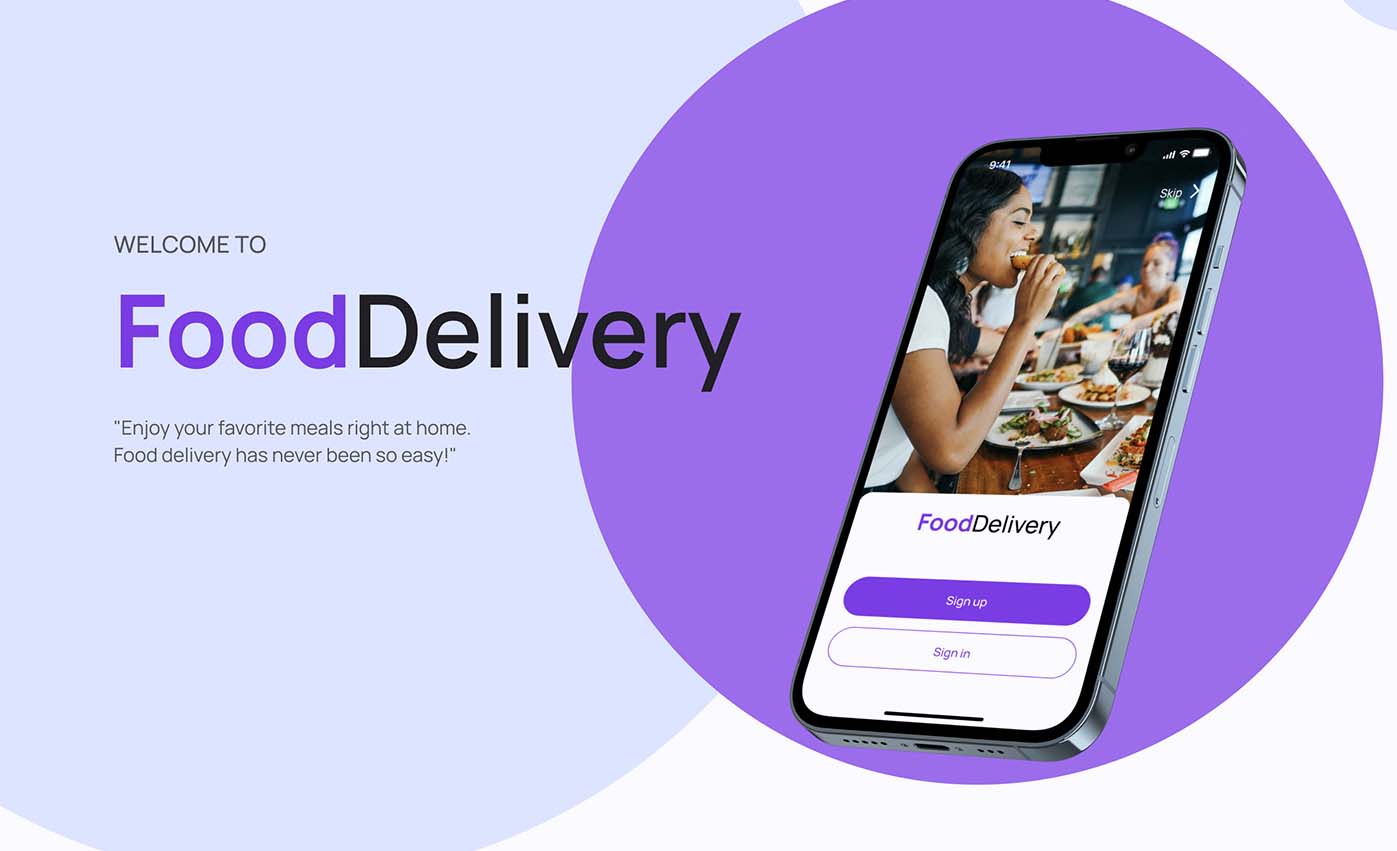 WELCOME TO
FoodDelivery
"Enjoy your favorite meals right at home.
Food delivery has never been so easy!"
9:41
Skip
FoodDelivery
Sign up
Sign in